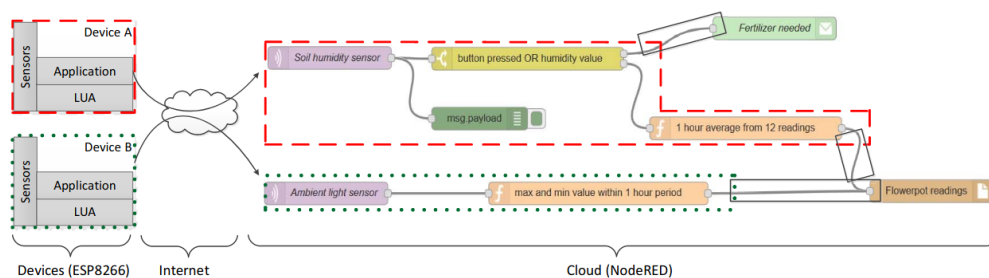 Sensors
Device A
Application
LUA
Sensors
Device B
Application
LUA
Soil humidity sensor
button pressed OR humidity value
Fertilizer needed
msg.payload
1 hour average from 12 readings
Ambient light sensor
max and min value within 1 hour period
Flowerpot readings
Devices (ESP8266)
Internet
Cloud (NodeRED)